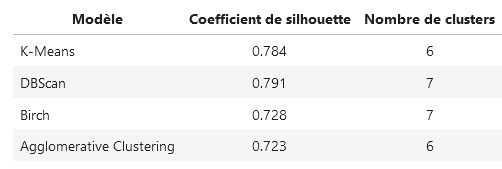 Modèle Coefficient de silhouette Nombre de clusters
K-Means 0.784 6
DBScan 0.791 7
Birch 0.728 7
Agglomerative Clustering 0.723 6